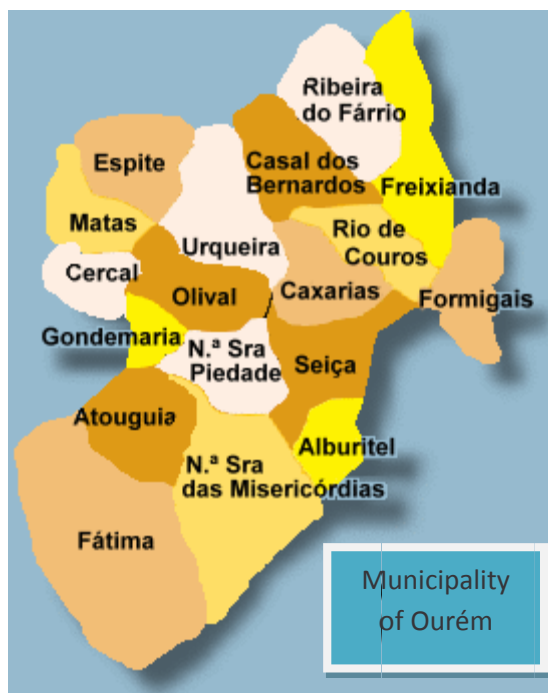 Ribeira
do Fárrio
Espite
Casal dos
Bernardos
Freixianda
Matas
Urqueira
Rio de
Couros
Cercal
Olival
Caxarias
Formigais
Gondemaria
N.ª Sra
Piedade
Seiça
Atouguia
Alburitel
N.ª Sra
das Misericórdias
Fátima
Municipality
of Ourém